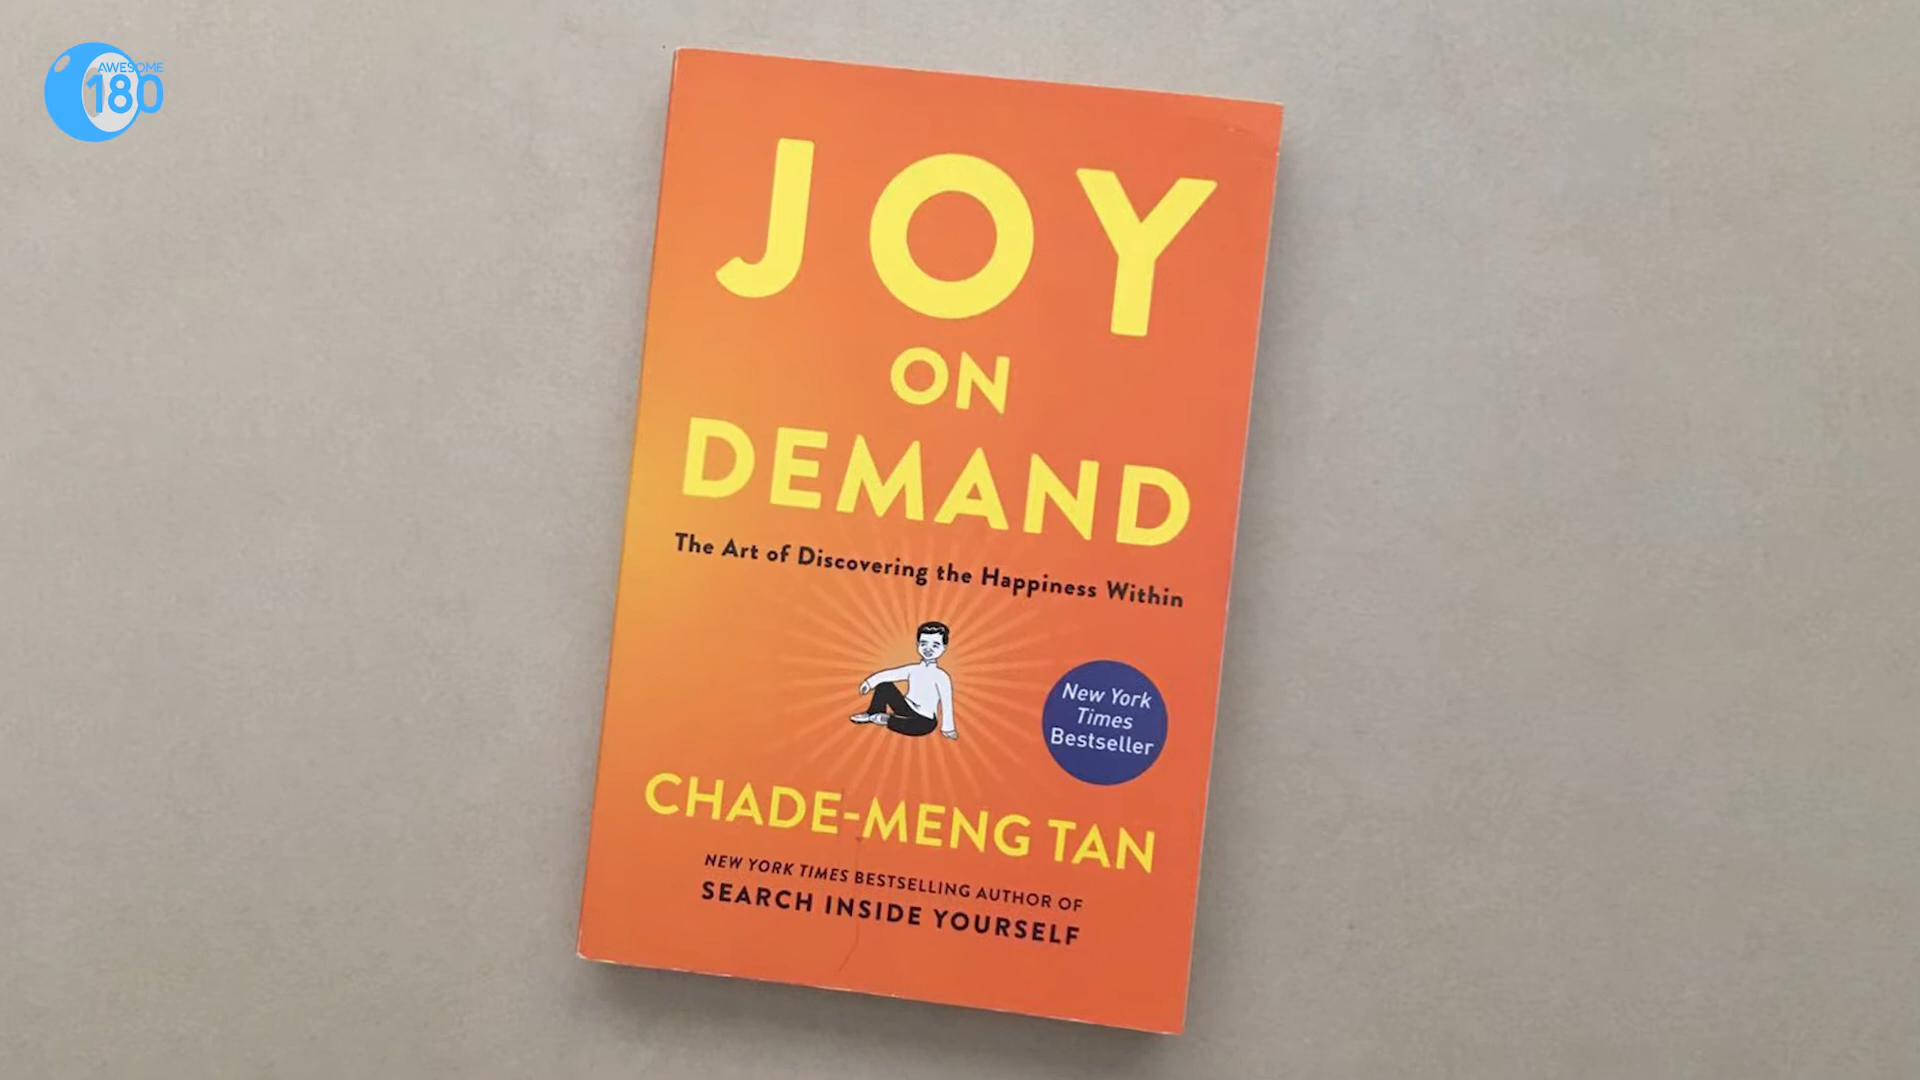 AWESOME
180
JOY
ON
DEMAND
The Art of Discovering the Happiness Within
New York
Times
Bestseller
CHADE-MENG TAN
NEW YORK TIMES BESTSELLING AUTHOR OF
SEARCH INSIDE YOURSELF